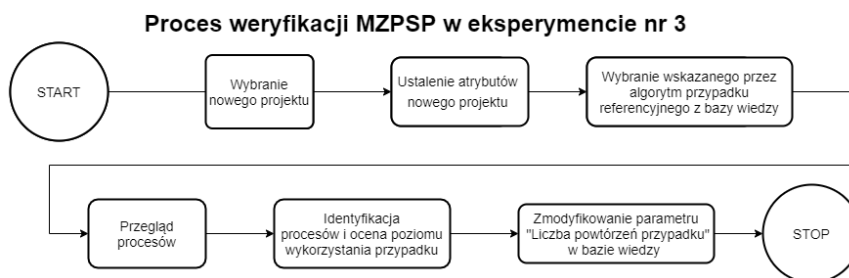 Proces weryfikacji MZPSP w eksperymencie nr 3
START
Wybranie
nowego projektu
Ustalenie atrybutów
nowego projektu
Wybranie wskazanego przez
algorytm przypadku
referencyjnego z bazy wiedzy
Przegląd
procesów
Identyfikacja
procesów i ocena poziomu
wykorzystania przypadku
Zmodyfikowanie parametru
"Liczba powtórzeń przypadku"
w bazie wiedzy
STOP